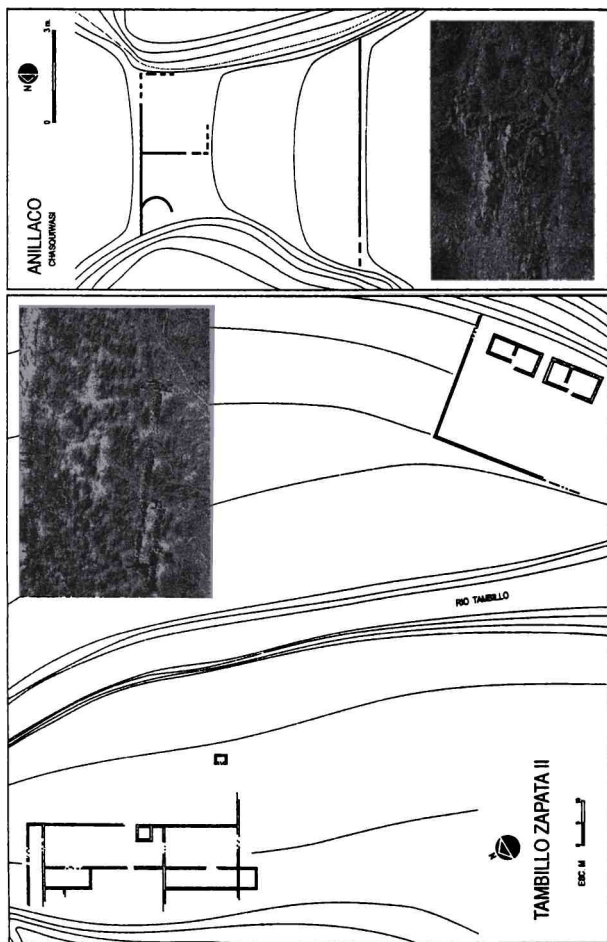 ANILLACO
CHASQUIWASI
N
0 3 m.
RIO TAMBILLO
TAMBILLO ZAPATA II
N
ESC. M